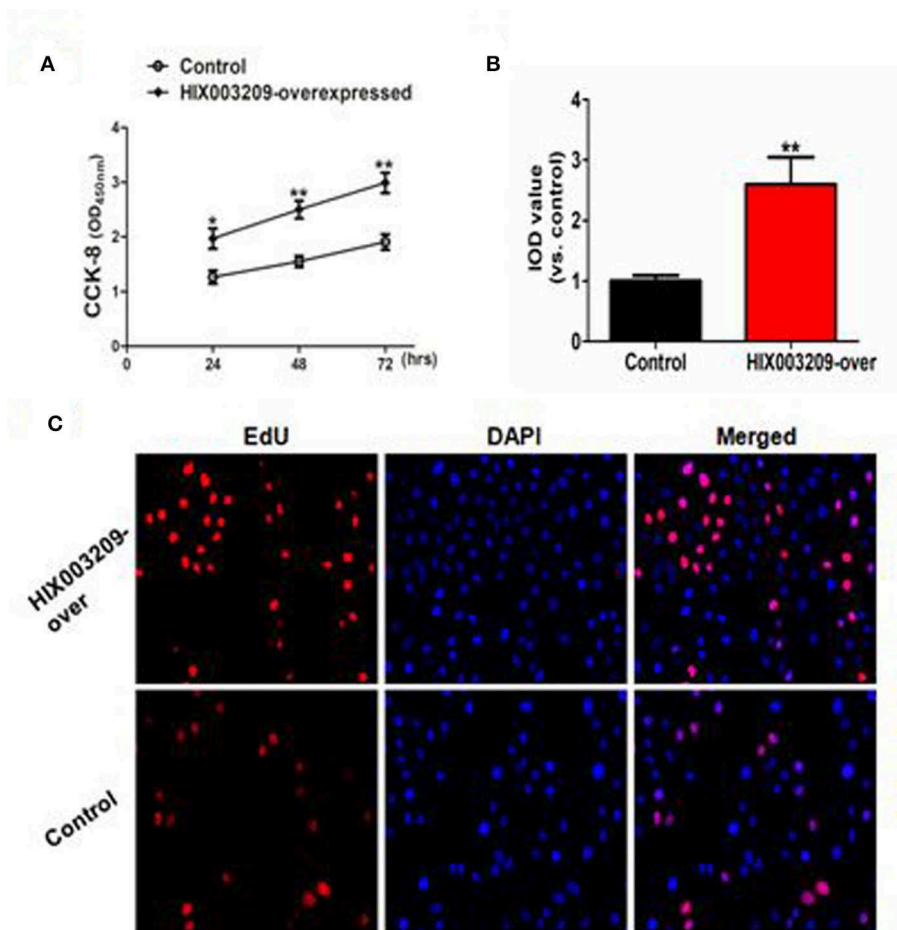 A
Control
HIX003209-overexpressed
CCK-8 (OD450nm)
4
3
2
1
0
* ** **
0 24 48 72 (hrs)
B
IOD value
(vs. control)
4
3
2
1
0
**
Control HIX003209-over
C
EdU DAPI Merged
HIX003209-
over
Control